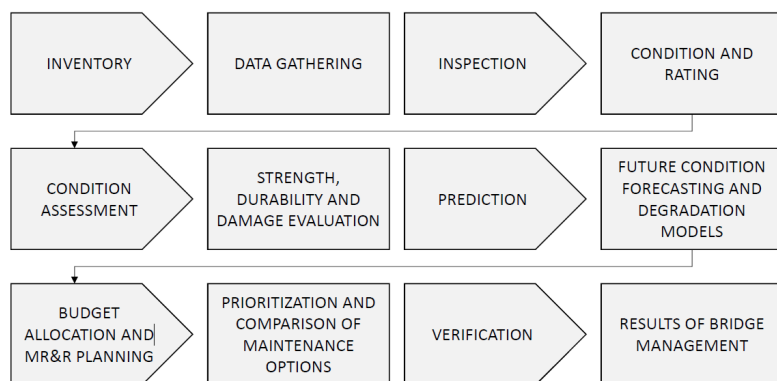 INVENTORY
DATA GATHERING
INSPECTION
CONDITION AND
RATING
CONDITION
ASSESSMENT
STRENGTH,
DURABILITY AND
DAMAGE EVALUATION
PREDICTION
FUTURE CONDITION
FORECASTING AND
DEGRADATION
MODELS
BUDGET
ALLOCATION AND
MR&R PLANNING
PRIORITIZATION AND
COMPARISON OF
MAINTENANCE
OPTIONS
VERIFICATION
RESULTS OF BRIDGE
MANAGEMENT